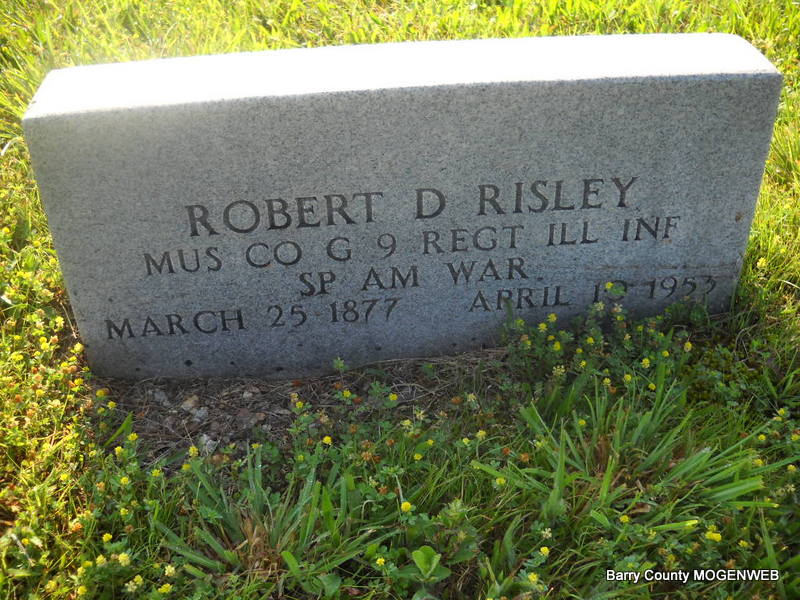 ROBERT D RISLEY
MUS CO G 9 REGT ILL INF
SP AM WAR
MARCH 25 1877 APRIL 1953
Barry County MOGENWEB